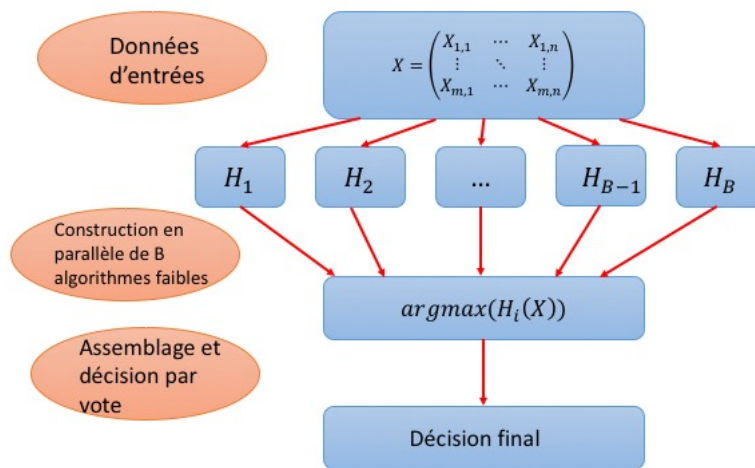 Données
d'entrées
X = ( X1,1 ⋯ X1,n
⋮ ⋱ ⋮
Xm,1 ⋯ Xm,n )
H1 H2 ... HB−1 HB
Construction en
parallèle de B
algorithmes faibles
argmax(Hi(X))
Assemblage et
décision par
vote
Décision final